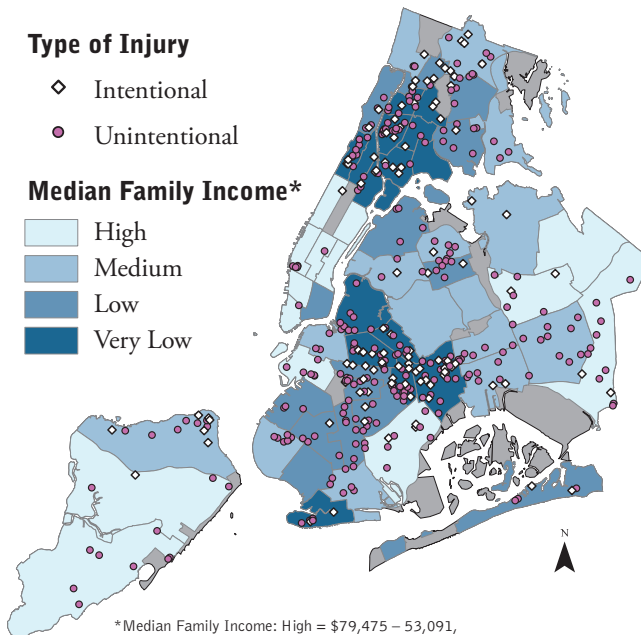 Type of Injury
Intentional
Unintentional
Median Family Income*
High
Medium
Low
Very Low
N
*Median Family Income: High = $79,475 – 53,091,